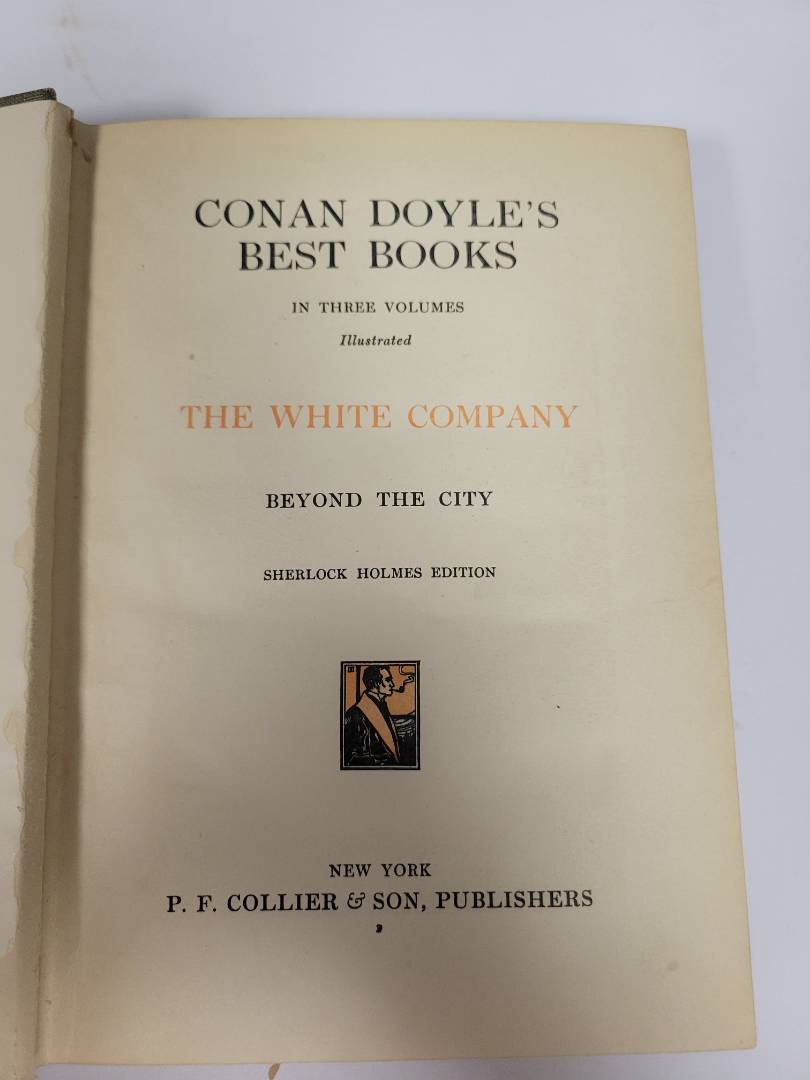 CONAN DOYLE'S
BEST BOOKS
IN THREE VOLUMES
Illustrated
THE WHITE COMPANY
BEYOND THE CITY
SHERLOCK HOLMES EDITION
NEW YORK
P. F. COLLIER & SON, PUBLISHERS